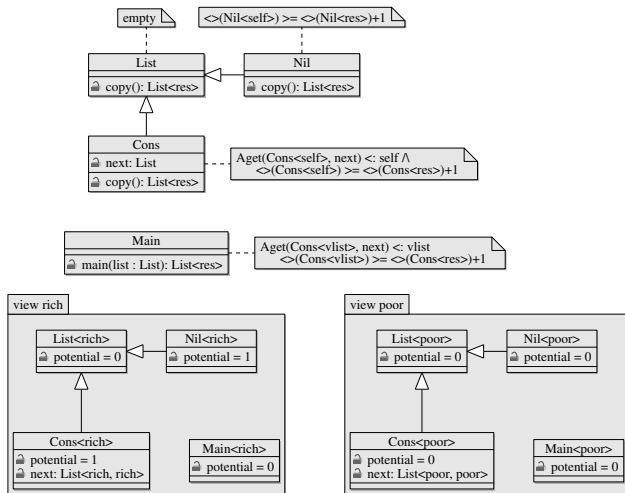 empty
<>(Nil<self>) >= <>(Nil<res>)+1
List
copy(): List<res>
Nil
copy(): List<res>
Cons
next: List
copy(): List<res>
Aget(Cons<self>, next) <: self /\
<>(Cons<self>) >= <>(Cons<res>)+1
Main
main(list : List): List<res>
Aget(Cons<vlist>, next) <: vlist
<>(Cons<vlist>) >= <>(Cons<res>)+1
view rich
List<rich>
potential = 0
Nil<rich>
potential = 1
Cons<rich>
potential = 1
next: List<rich, rich>
Main<rich>
potential = 0
view poor
List<poor>
potential = 0
Nil<poor>
potential = 0
Cons<poor>
potential = 0
next: List<poor, poor>
Main<poor>
potential = 0